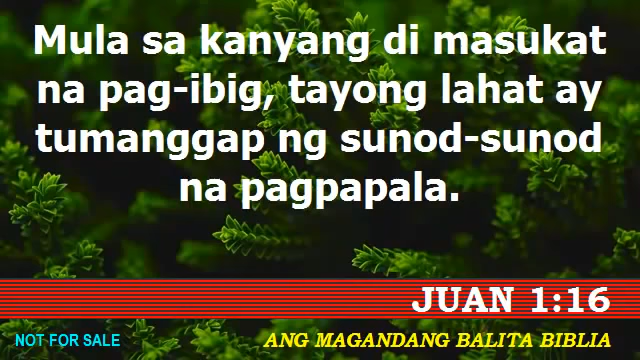 Mula sa kanyang di masukat
na pag-ibig, tayong lahat ay
tumanggap ng sunod-sunod
na pagpapala.
JUAN 1:16
NOT FOR SALE
ANG MAGANDANG BALITA BIBLIA